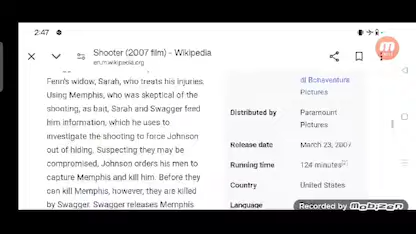 2:47
Shooter (2007 film) – Wikipedia
en.m.wikipedia.org
Fenn's widow, Sarah, who treats his injuries.
Using Memphis, who was skeptical of the
shooting, as bait, Sarah and Swagger feed
him information, which he uses to
investigate the shooting to force Johnson
out of hiding. Suspecting they may be
compromised, Johnson orders his men to
capture Memphis and kill him. Before they
can kill Memphis, however, they are killed
by Swagger. Swagger releases Memphis
di Bonaventura
Pictures
Distributed by Paramount
Pictures
Release date March 23, 2007
Running time 124 minutes
Country United States
Language
Recorded by Mobizen